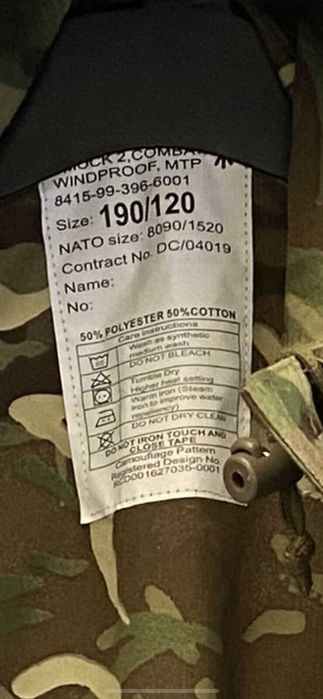 SMOCK 2, COMBAT
WINDPROOF, MTP
8415-99-396-6001
Size: 190/120
NATO size: 8090/1520
Contract No. DC/04019
Name:
No:
50% POLYESTER 50%COTTON
Care Instructions
Wash as synthetic
medium wash
DO NOT BLEACH
Tumble Dry
Higher heat setting
Warm Iron (Steam
Iron to improve water
repellency)
DO NOT DRY CLEAN
DO NOT IRON TOUCH AND
CLOSE TAPE
Camouflage Pattern
Registered Design No.